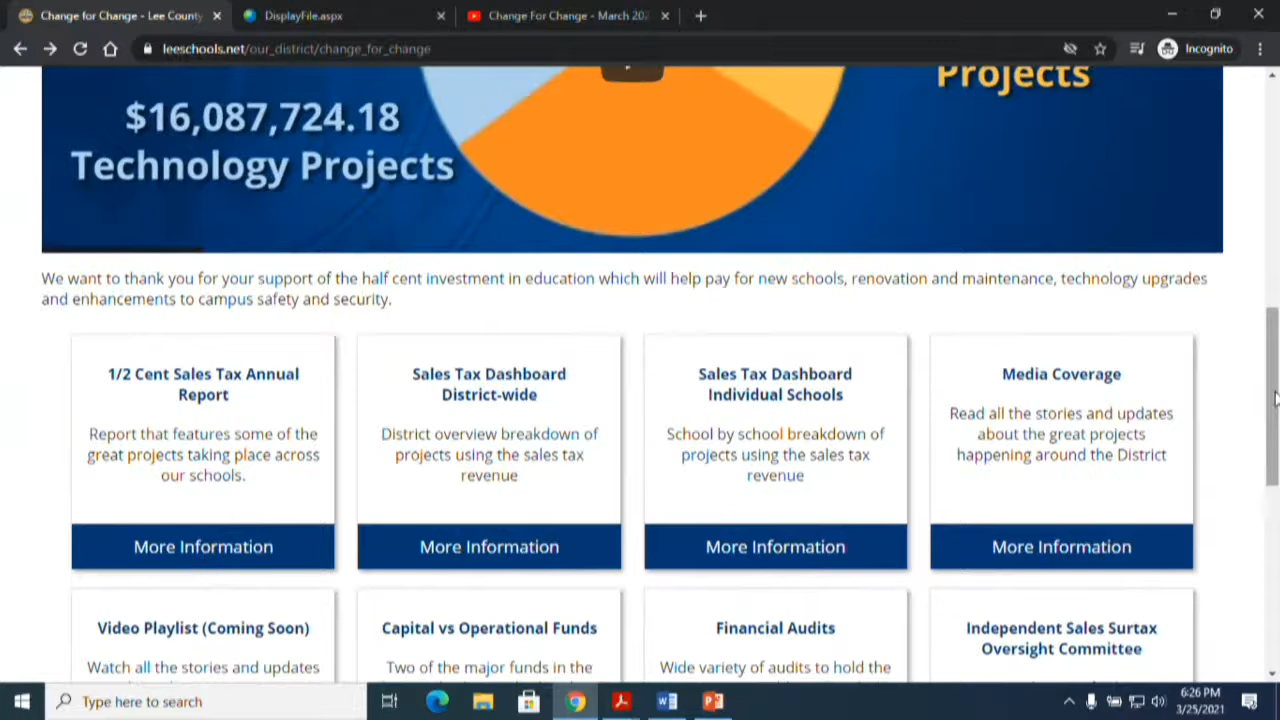 Change for Change - Lee County
DisplayFile.aspx
Change For Change - March 202
leeschools.net/our_district/change_for_change
Incognito
Projects
$16,087,724.18
Technology Projects
We want to thank you for your support of the half cent investment in education which will help pay for new schools, renovation and maintenance, technology upgrades
and enhancements to campus safety and security.
1/2 Cent Sales Tax Annual
Report
Report that features some of the
great projects taking place across
our schools.
More Information
Sales Tax Dashboard
District-wide
District overview breakdown of
projects using the sales tax
revenue
More Information
Sales Tax Dashboard
Individual Schools
School by school breakdown of
projects using the sales tax
revenue
More Information
Media Coverage
Read all the stories and updates
about the great projects
happening around the District
More Information
Video Playlist (Coming Soon)
Watch all the stories and updates
Capital vs Operational Funds
Two of the major funds in the
Financial Audits
Wide variety of audits to hold the
Independent Sales Surtax
Oversight Committee
Type here to search
6:26 PM
3/25/2021